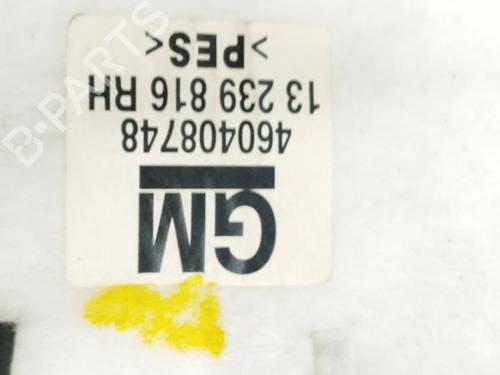 GM
460408748
13 239 816 RH
>PES<
B-PARTS